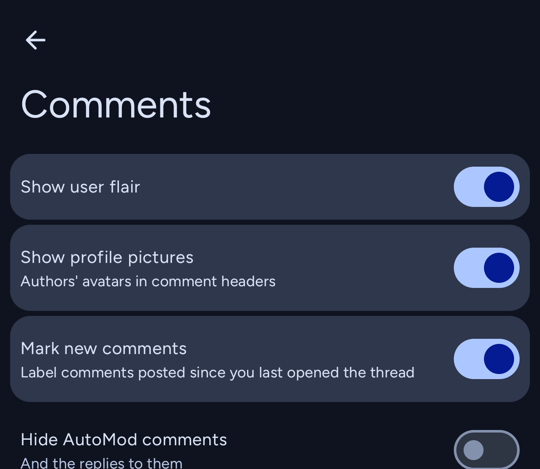 Comments
Show user flair
Show profile pictures
Authors' avatars in comment headers
Mark new comments
Label comments posted since you last opened the thread
Hide AutoMod comments
And the replies to them